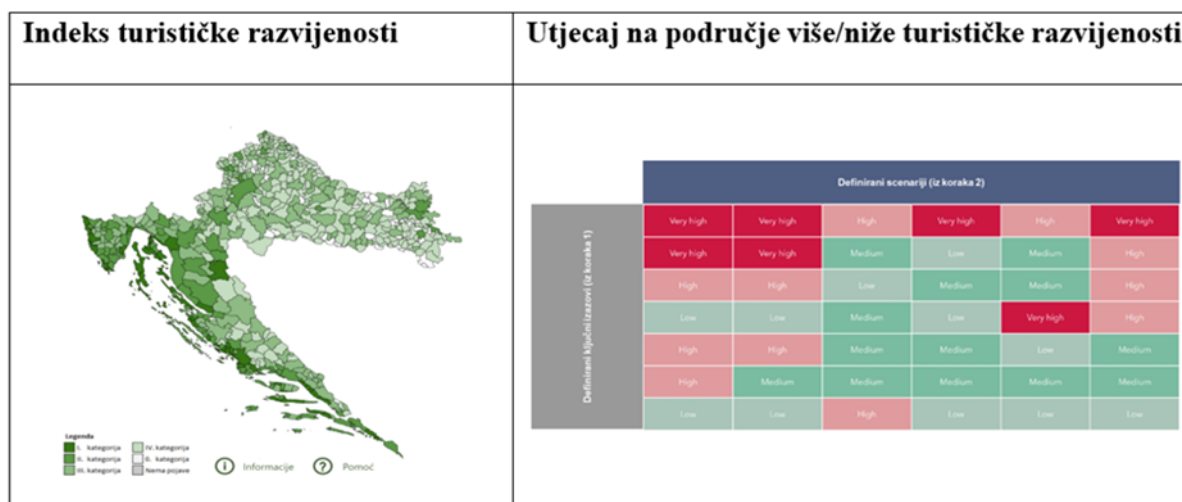 Indeks turističke razvijenosti
Utjecaj na područje više/niže turističke razvijenosti
Definirani scenariji (iz koraka 2)
Definirani ključni izazovi (iz koraka 1)
Very high Very high High Very high High Very high
Very high Very high Medium Low Medium High
High High Low Medium Medium High
Low Low Medium Low Very high High
High High Medium Medium Low Medium
High Medium Medium Medium Medium Medium
Low Low High Low Low Low
Legenda
I. kategorija IV. kategorija
II. kategorija 0. kategorija
III. kategorija Nema pojave
i Informacije ? Pomoć